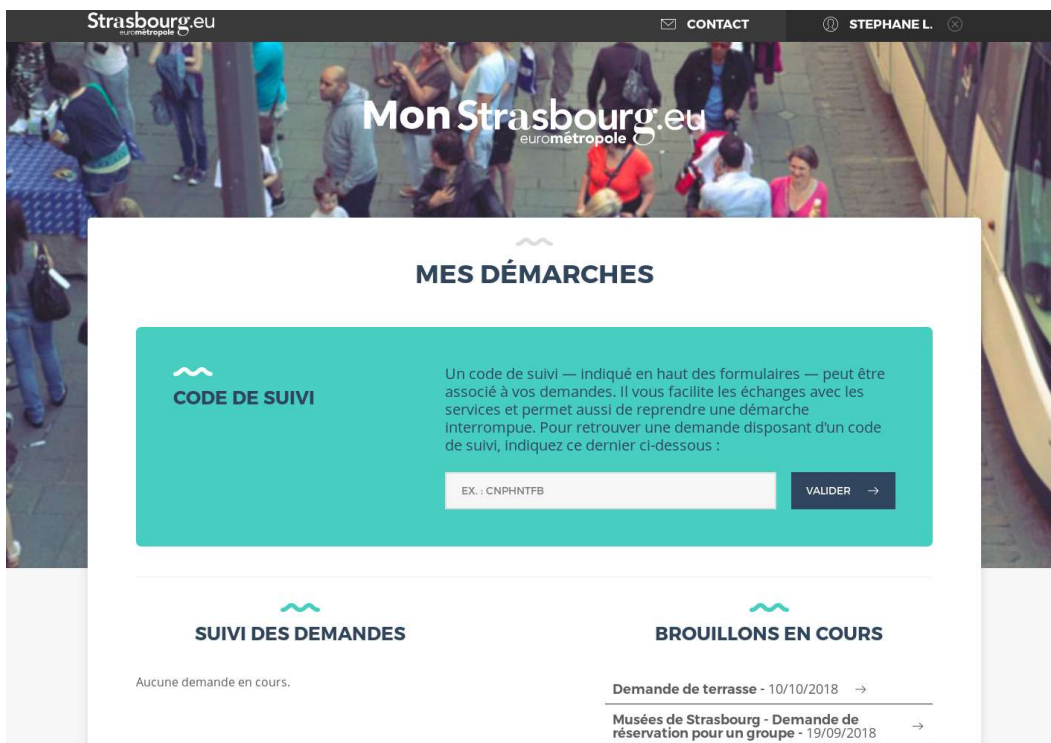 Strasbourg.eu
eurométropole
CONTACT
STEPHANE L.
Mon Strasbourg.eu
eurométropole
MES DÉMARCHES
CODE DE SUIVI
Un code de suivi — indiqué en haut des formulaires — peut être
associé à vos demandes. Il vous facilite les échanges avec les
services et permet aussi de reprendre une démarche
interrompue. Pour retrouver une demande disposant d'un code
de suivi, indiquez ce dernier ci-dessous :
EX. : CNPHNTFB
VALIDER →
SUIVI DES DEMANDES
Aucune demande en cours.
BROUILLONS EN COURS
Demande de terrasse - 10/10/2018 →
Musées de Strasbourg - Demande de
réservation pour un groupe - 19/09/2018 →